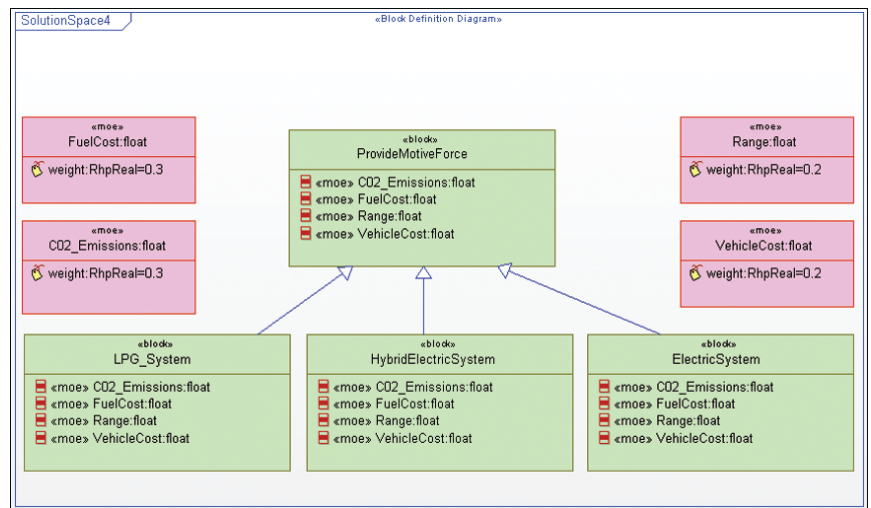 SolutionSpace4
«Block Definition Diagram»
«moe»
FuelCost:float
weight:RhpReal=0.3
«moe»
C02_Emissions:float
weight:RhpReal=0.3
«block»
ProvideMotiveForce
«moe» C02_Emissions:float
«moe» FuelCost:float
«moe» Range:float
«moe» VehicleCost:float
«moe»
Range:float
weight:RhpReal=0.2
«moe»
VehicleCost:float
weight:RhpReal=0.2
«block»
LPG_System
«moe» C02_Emissions:float
«moe» FuelCost:float
«moe» Range:float
«moe» VehicleCost:float
«block»
HybridElectricSystem
«moe» C02_Emissions:float
«moe» FuelCost:float
«moe» Range:float
«moe» VehicleCost:float
«block»
ElectricSystem
«moe» C02_Emissions:float
«moe» FuelCost:float
«moe» Range:float
«moe» VehicleCost:float